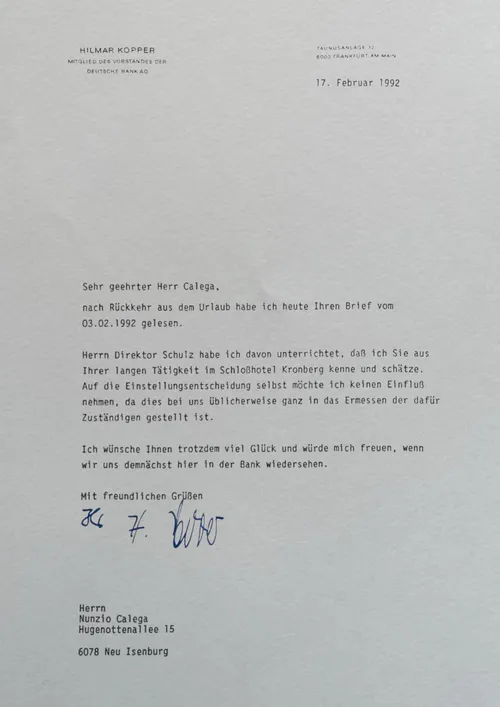 HILMAR KOPPER
MITGLIED DES VORSTANDES DER
DEUTSCHE BANK AG
TAUNUSANLAGE 12
6000 FRANKFURT AM MAIN
17. Februar 1992
Sehr geehrter Herr Calega,
nach Rückkehr aus dem Urlaub habe ich heute Ihren Brief vom
03.02.1992 gelesen.
Herrn Direktor Schulz habe ich davon unterrichtet, daß ich Sie aus
Ihrer langen Tätigkeit im Schloßhotel Kronberg kenne und schätze.
Auf die Einstellungsentscheidung selbst möchte ich keinen Einfluß
nehmen, da dies bei uns üblicherweise ganz in das Ermessen der dafür
Zuständigen gestellt ist.
Ich wünsche Ihnen trotzdem viel Glück und würde mich freuen, wenn
wir uns demnächst hier in der Bank wiedersehen.
Mit freundlichen Grüßen
Herrn
Nunzio Calega
Hugenottenallee 15
6078 Neu Isenburg